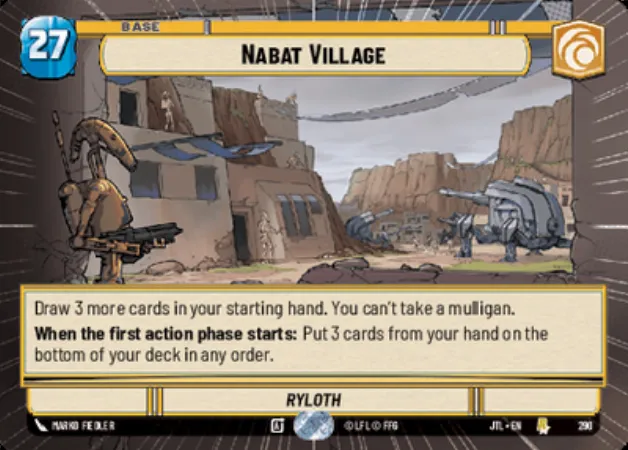 27
BASE
NABAT VILLAGE
Draw 3 more cards in your starting hand. You can't take a mulligan.
When the first action phase starts: Put 3 cards from your hand on the
bottom of your deck in any order.
RYLOTH
MARKO FIEDLER
© LFL © FFG
JTL • EN
290